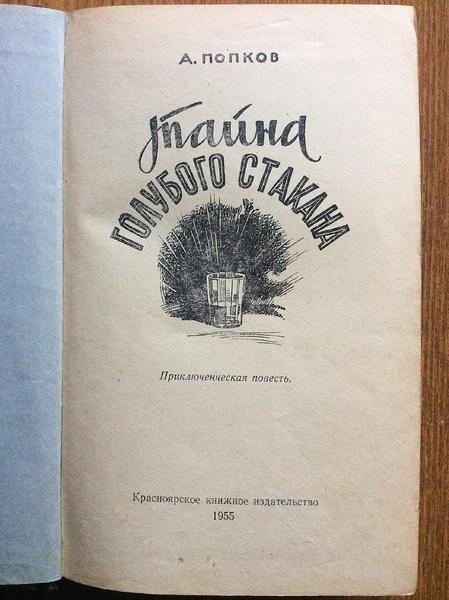 А. ПОПКОВ
Тайна
ГОЛУБОГО СТАКАНА
Приключенческая повесть.
Красноярское книжное издательство
1955